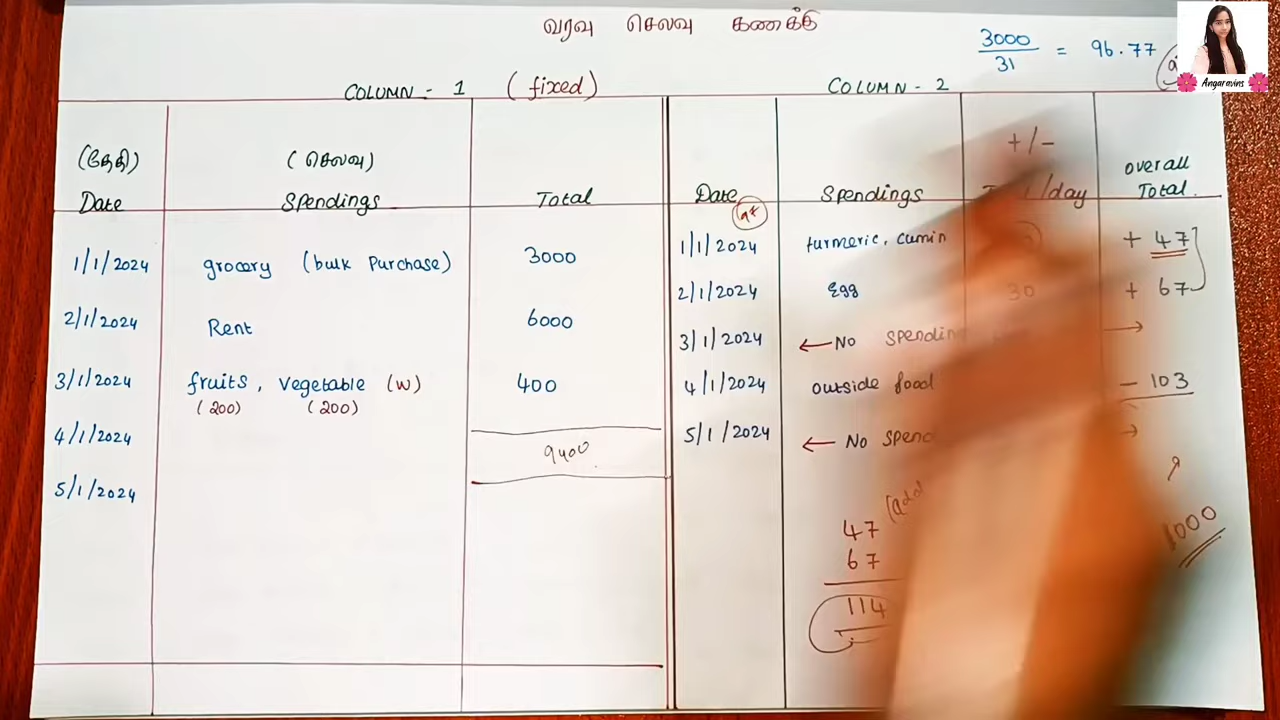 வரவு செலவு கணக்கு
3000
31
= 96.77
Angaravins
COLUMN - 1 (fixed)
COLUMN - 2
(தேதி) (செலவு)
Date Spendings Total
1/1/2024 grocery (bulk purchase) 3000
2/1/2024 Rent 6000
3/1/2024 fruits, vegetable (w) 400
(200) (200)
4/1/2024
9400
5/1/2024
+/-
overall
Date Spendings /day Total
1/1/2024 turmeric, cumin + 47
2/1/2024 Egg 30 + 67
3/1/2024 ← No spending →
4/1/2024 outside food - 103
5/1/2024 ← No →
47
67
114
1000